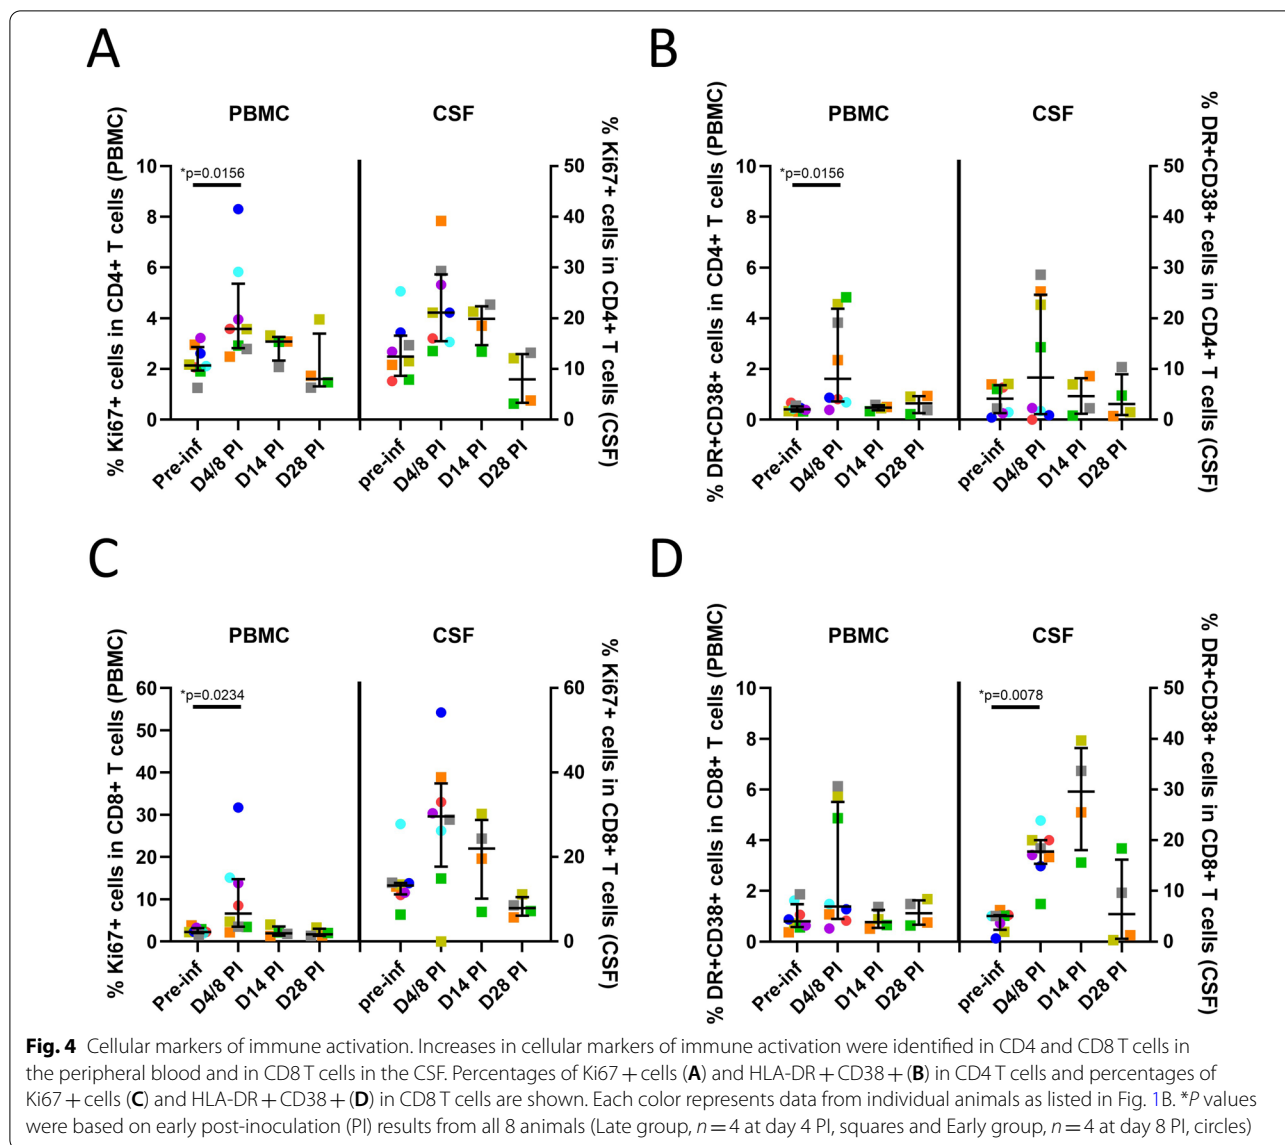 A
PBMC
CSF
% Ki67+ cells in CD4+ T cells (PBMC)
10
8
6
4
2
0
*p=0.0156
Pre-inf
D4/8 PI
D14 PI
D28 PI
pre-inf
D4/8 PI
D14 PI
D28 PI
50
40
30
20
10
0
% Ki67+ cells in CD4+ T cells (CSF)
B
PBMC
CSF
% DR+CD38+ cells in CD4+ T cells (PBMC)
10
8
6
4
2
0
*p=0.0156
Pre-inf
D4/8 PI
D14 PI
D28 PI
pre-inf
D4/8 PI
D14 PI
D28 PI
50
40
30
20
10
0
% DR+CD38+ cells in CD4+ T cells (CSF)
C
PBMC
CSF
% Ki67+ cells in CD8+ T cells (PBMC)
60
50
40
30
20
10
0
*p=0.0234
Pre-inf
D4/8 PI
D14 PI
D28 PI
pre-inf
D4/8 PI
D14 PI
D28 PI
60
40
20
0
% Ki67+ cells in CD8+ T cells (CSF)
D
PBMC
CSF
% DR+CD38+ cells in CD8+ T cells (PBMC)
10
8
6
4
2
0
*p=0.0078
Pre-inf
D4/8 PI
D14 PI
D28 PI
pre-inf
D4/8 PI
D14 PI
D28 PI
50
40
30
20
10
0
% DR+CD38+ cells in CD8+ T cells (CSF)
Fig. 4 Cellular markers of immune activation. Increases in cellular markers of immune activation were identified in CD4 and CD8 T cells in
the peripheral blood and in CD8 T cells in the CSF. Percentages of Ki67 + cells (A) and HLA-DR + CD38 + (B) in CD4 T cells and percentages of
Ki67 + cells (C) and HLA-DR + CD38 + (D) in CD8 T cells are shown. Each color represents data from individual animals as listed in Fig. 1B. *P values
were based on early post-inoculation (PI) results from all 8 animals (Late group, n = 4 at day 4 PI, squares and Early group, n = 4 at day 8 PI, circles)